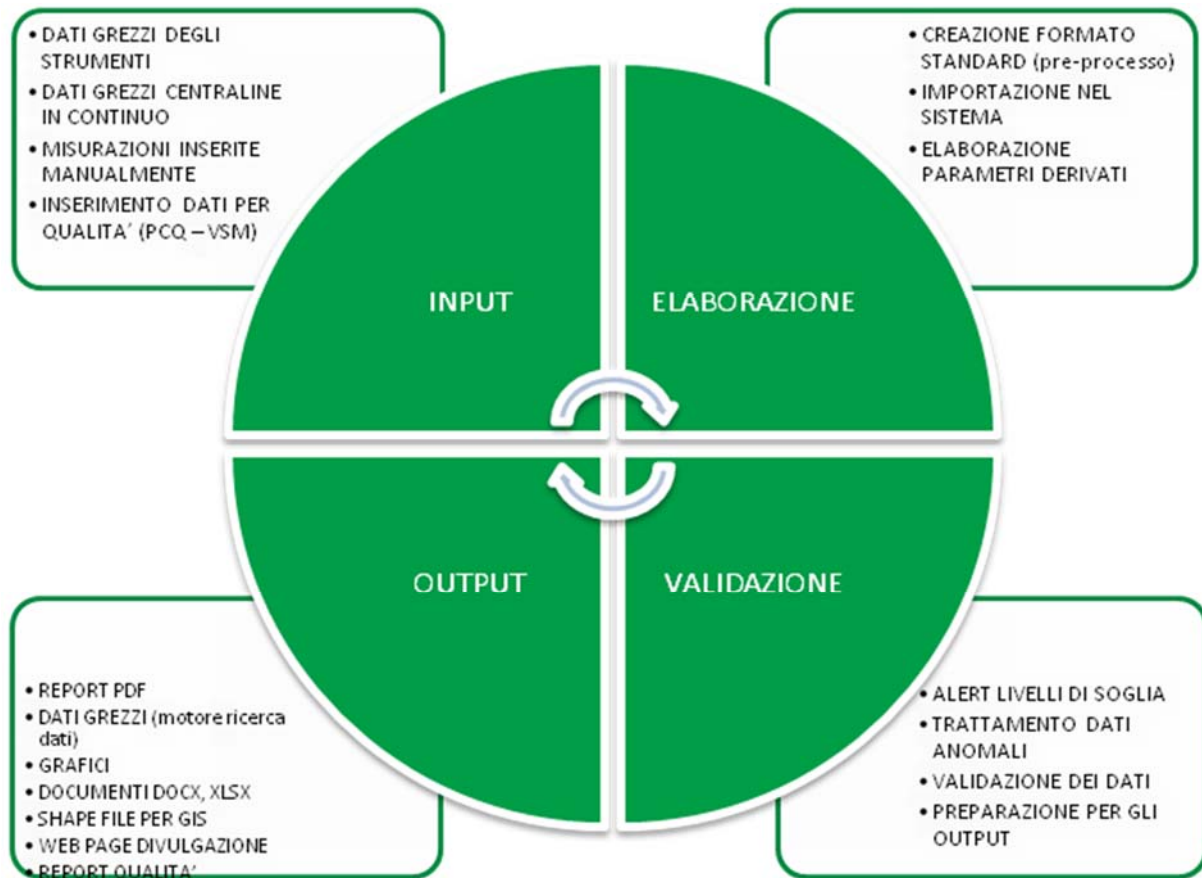 • DATI GREZZI DEGLI
STRUMENTI
• DATI GREZZI CENTRALINE
IN CONTINUO
• MISURAZIONI INSERITE
MANUALMENTE
• INSERIMENTO DATI PER
QUALITA´ (PCQ – VSM)
• CREAZIONE FORMATO
STANDARD (pre-processo)
• IMPORTAZIONE NEL
SISTEMA
• ELABORAZIONE
PARAMETRI DERIVATI
INPUT
ELABORAZIONE
OUTPUT
VALIDAZIONE
• REPORT PDF
• DATI GREZZI (motore ricerca
dati)
• GRAFICI
• DOCUMENTI DOCX, XLSX
• SHAPE FILE PER GIS
• WEB PAGE DIVULGAZIONE
• REPORT QUALITA´
• ALERT LIVELLI DI SOGLIA
• TRATTAMENTO DATI
ANOMALI
• VALIDAZIONE DEI DATI
• PREPARAZIONE PER GLI
OUTPUT